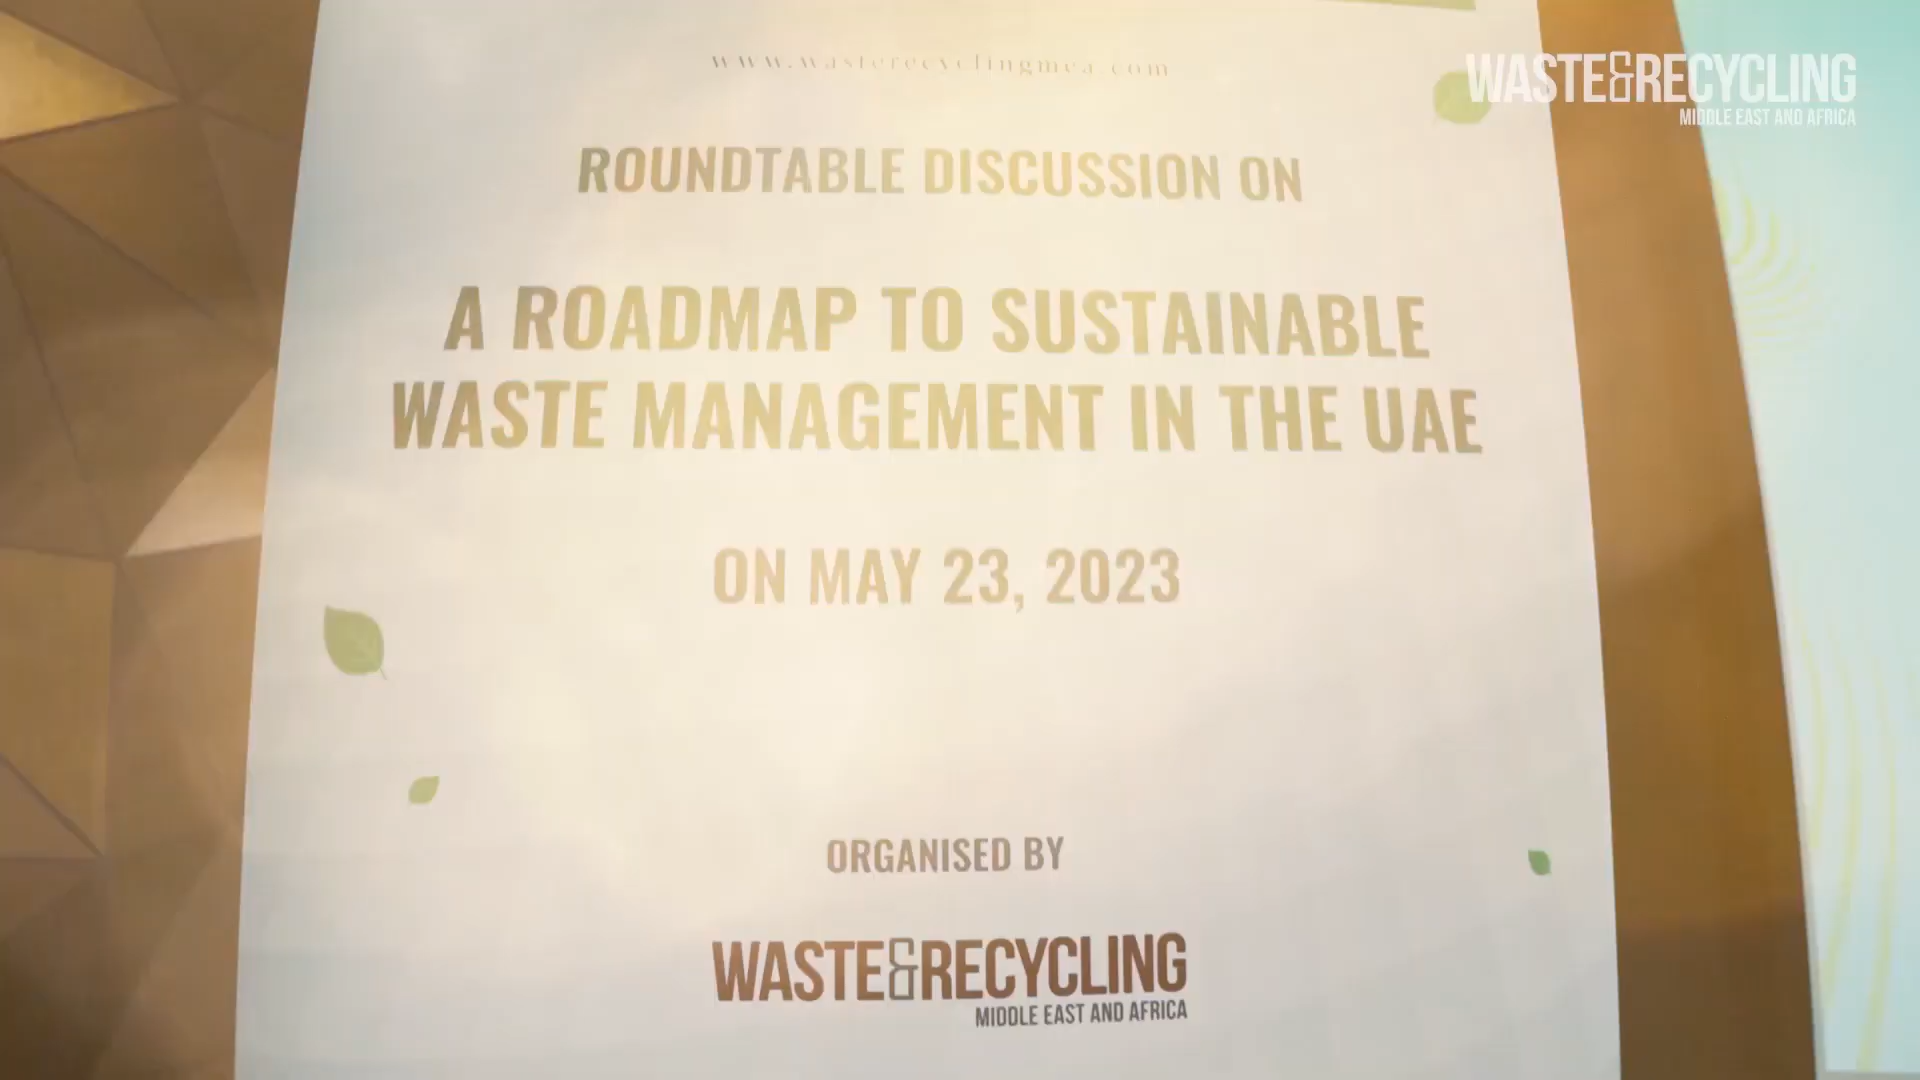 www.wasterecyclingmea.com
WASTE&RECYCLING
MIDDLE EAST AND AFRICA
ROUNDTABLE DISCUSSION ON
A ROADMAP TO SUSTAINABLE
WASTE MANAGEMENT IN THE UAE
ON MAY 23, 2023
ORGANISED BY
WASTE&RECYCLING
MIDDLE EAST AND AFRICA